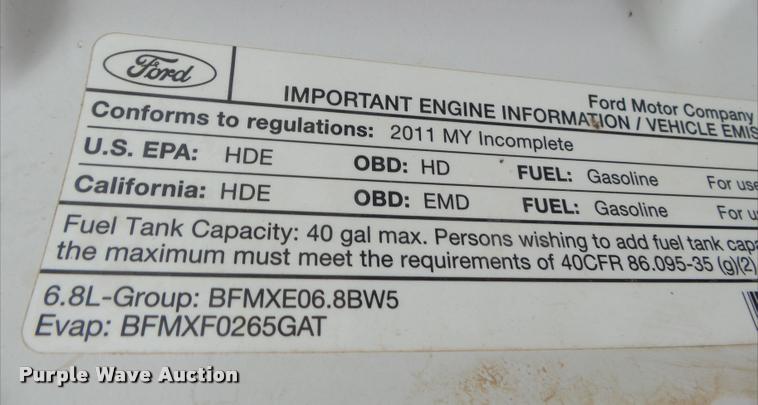 Ford
Ford Motor Company
IMPORTANT ENGINE INFORMATION / VEHICLE EMIS
Conforms to regulations: 2011 MY Incomplete
U.S. EPA: HDE OBD: HD FUEL: Gasoline For use
California: HDE OBD: EMD FUEL: Gasoline For u
Fuel Tank Capacity: 40 gal max. Persons wishing to add fuel tank capa
the maximum must meet the requirements of 40CFR 86.095-35 (g)(2)
6.8L-Group: BFMXE06.8BW5
Evap: BFMXF0265GAT
Purple Wave Auction